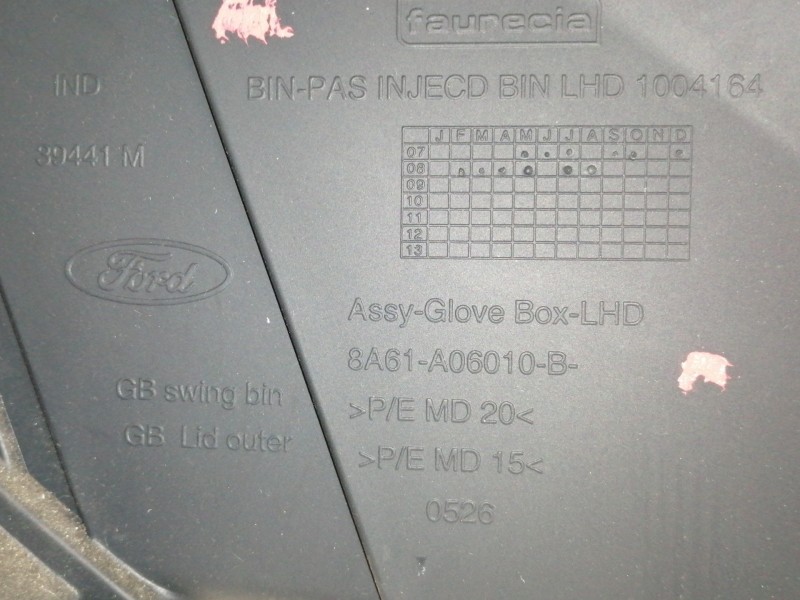 faurecia
IND
BIN-PAS INJECD BIN LHD 1004164
39441 M
J F M A M J J A S O N D
07
08
09
10
11
12
13
Ford
Assy-Glove Box-LHD
8A61-A06010-B-
GB swing bin
>P/E MD 20<
GB Lid outer
>P/E MD 15<
0526